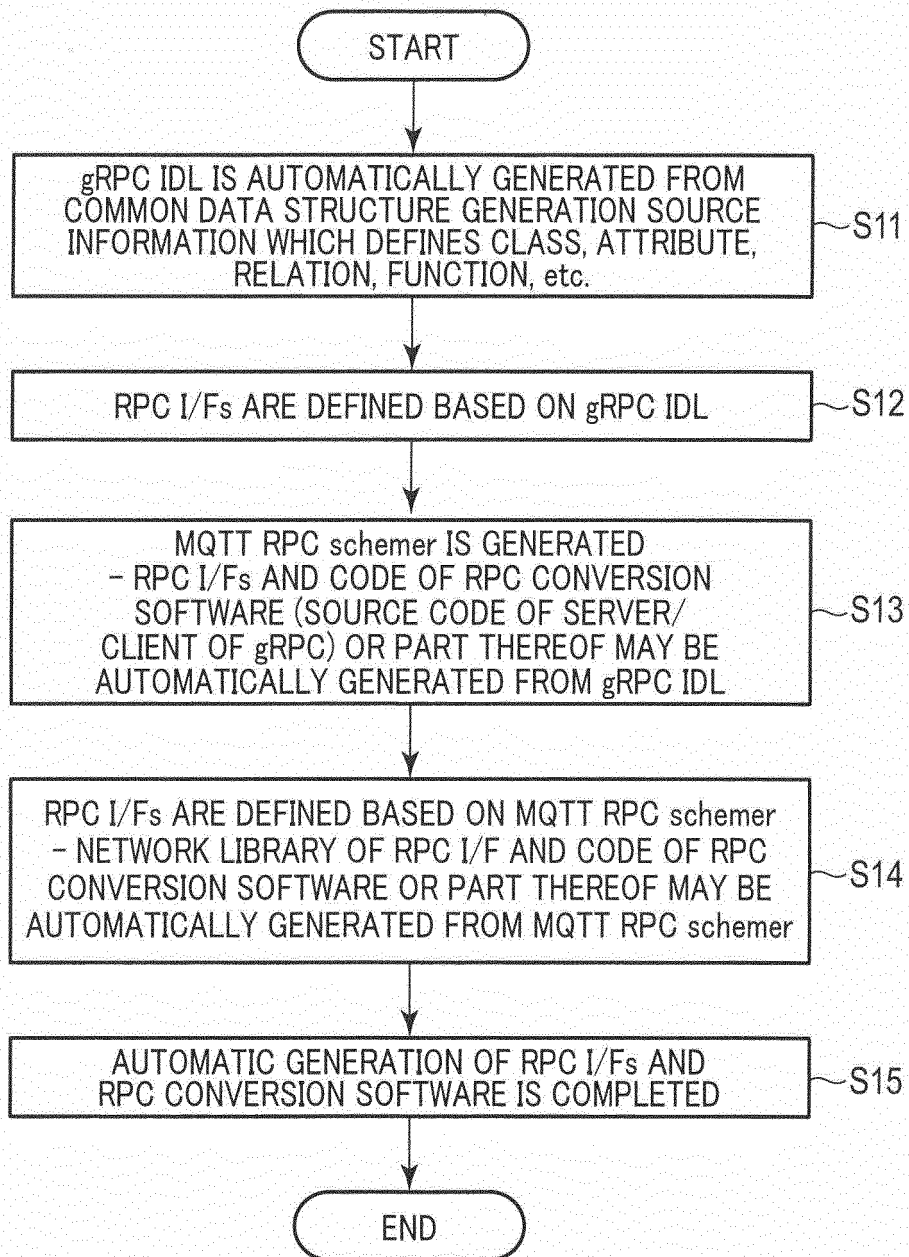 START
gRPC IDL IS AUTOMATICALLY GENERATED FROM
COMMON DATA STRUCTURE GENERATION SOURCE
INFORMATION WHICH DEFINES CLASS, ATTRIBUTE,
RELATION, FUNCTION, etc.
S11
RPC I/Fs ARE DEFINED BASED ON gRPC IDL
S12
MQTT RPC schemer IS GENERATED
- RPC I/Fs AND CODE OF RPC CONVERSION
SOFTWARE (SOURCE CODE OF SERVER/
CLIENT OF gRPC) OR PART THEREOF MAY BE
AUTOMATICALLY GENERATED FROM gRPC IDL
S13
RPC I/Fs ARE DEFINED BASED ON MQTT RPC schemer
- NETWORK LIBRARY OF RPC I/F AND CODE OF RPC
CONVERSION SOFTWARE OR PART THEREOF MAY BE
AUTOMATICALLY GENERATED FROM MQTT RPC schemer
S14
AUTOMATIC GENERATION OF RPC I/Fs AND
RPC CONVERSION SOFTWARE IS COMPLETED
S15
END